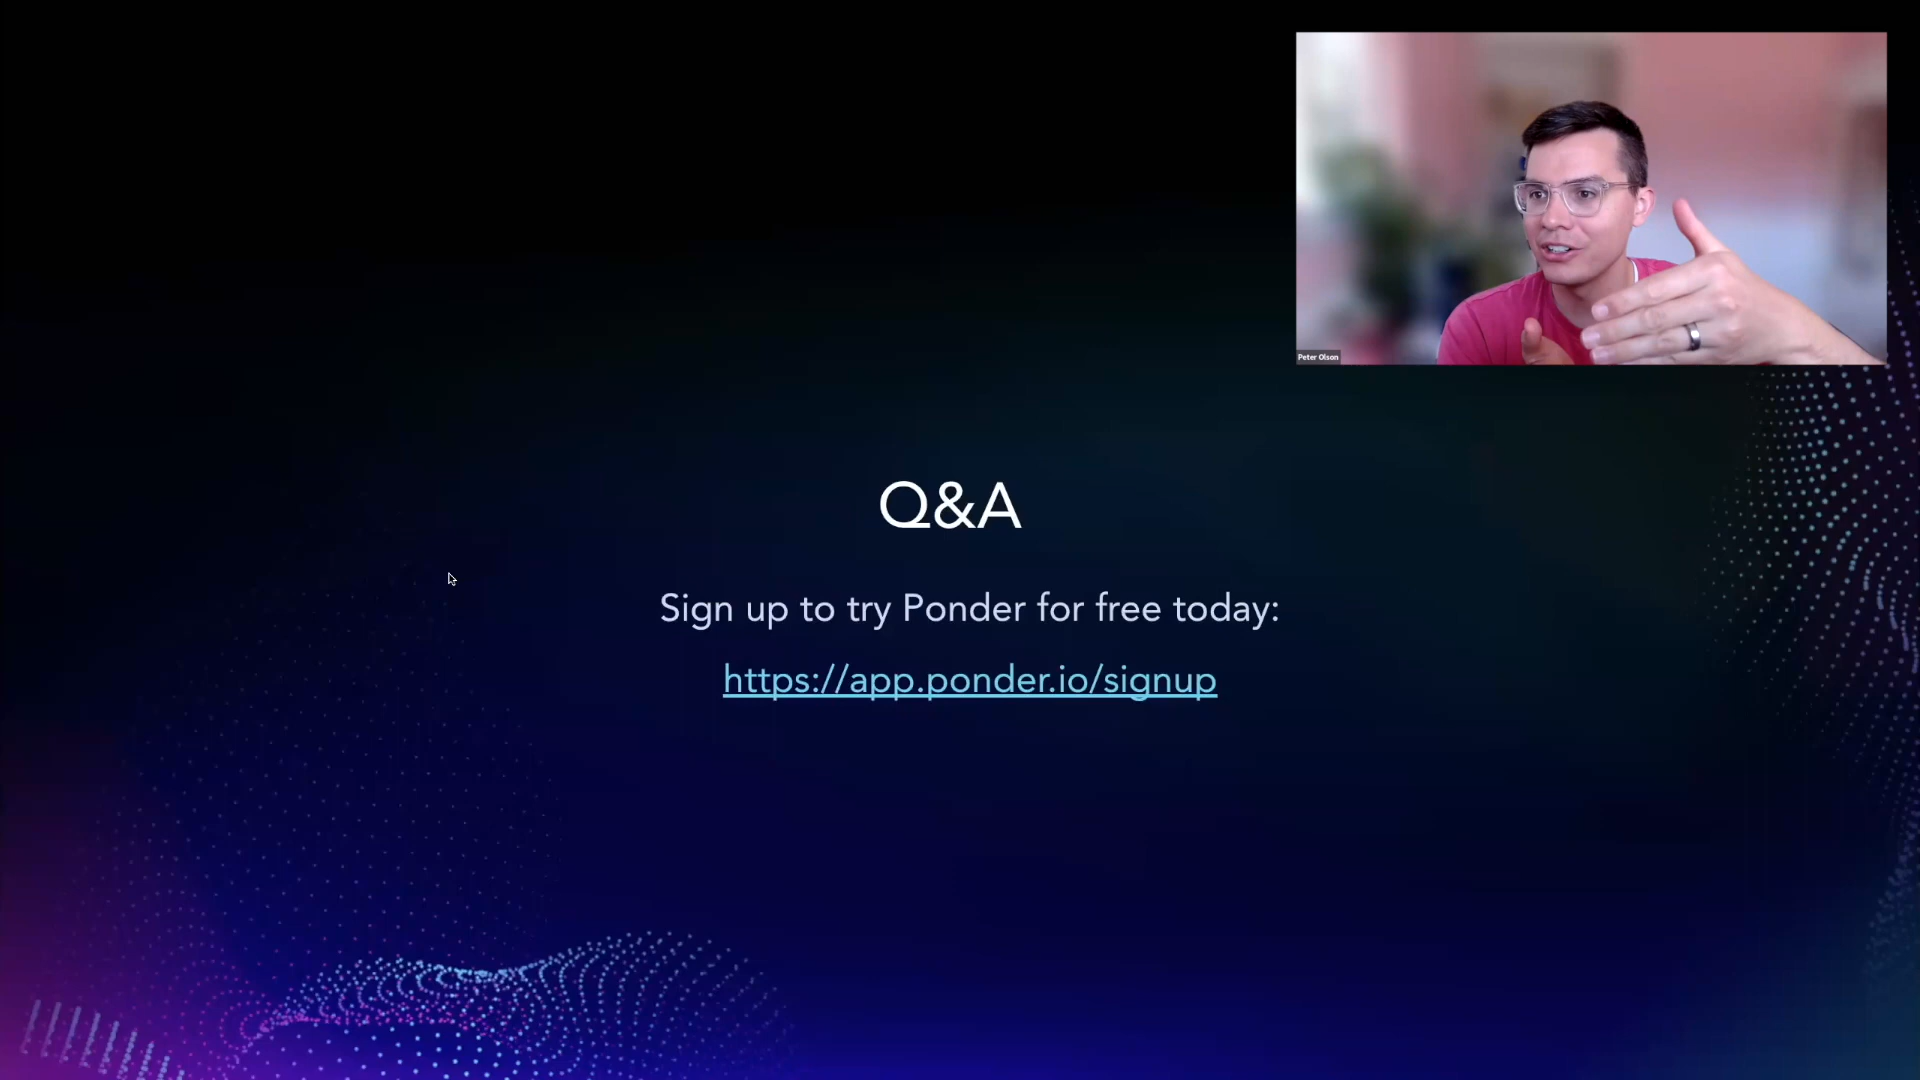 Peter Olson
Q&A
Sign up to try Ponder for free today:
https://app.ponder.io/signup